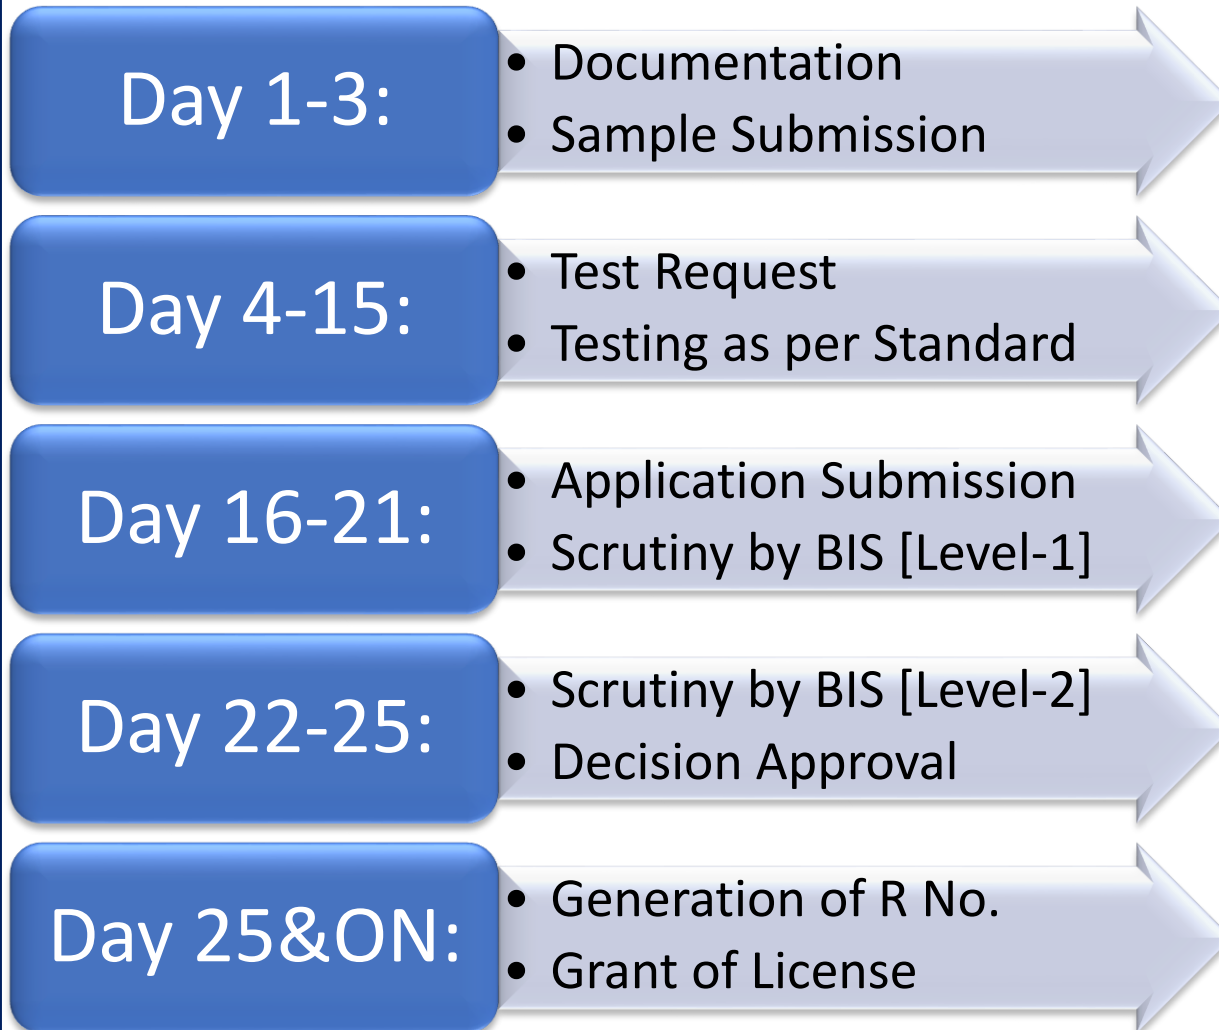 Day 1-3:
• Documentation
• Sample Submission
Day 4-15:
• Test Request
• Testing as per Standard
Day 16-21:
• Application Submission
• Scrutiny by BIS [Level-1]
Day 22-25:
• Scrutiny by BIS [Level-2]
• Decision Approval
Day 25&ON:
• Generation of R No.
• Grant of License